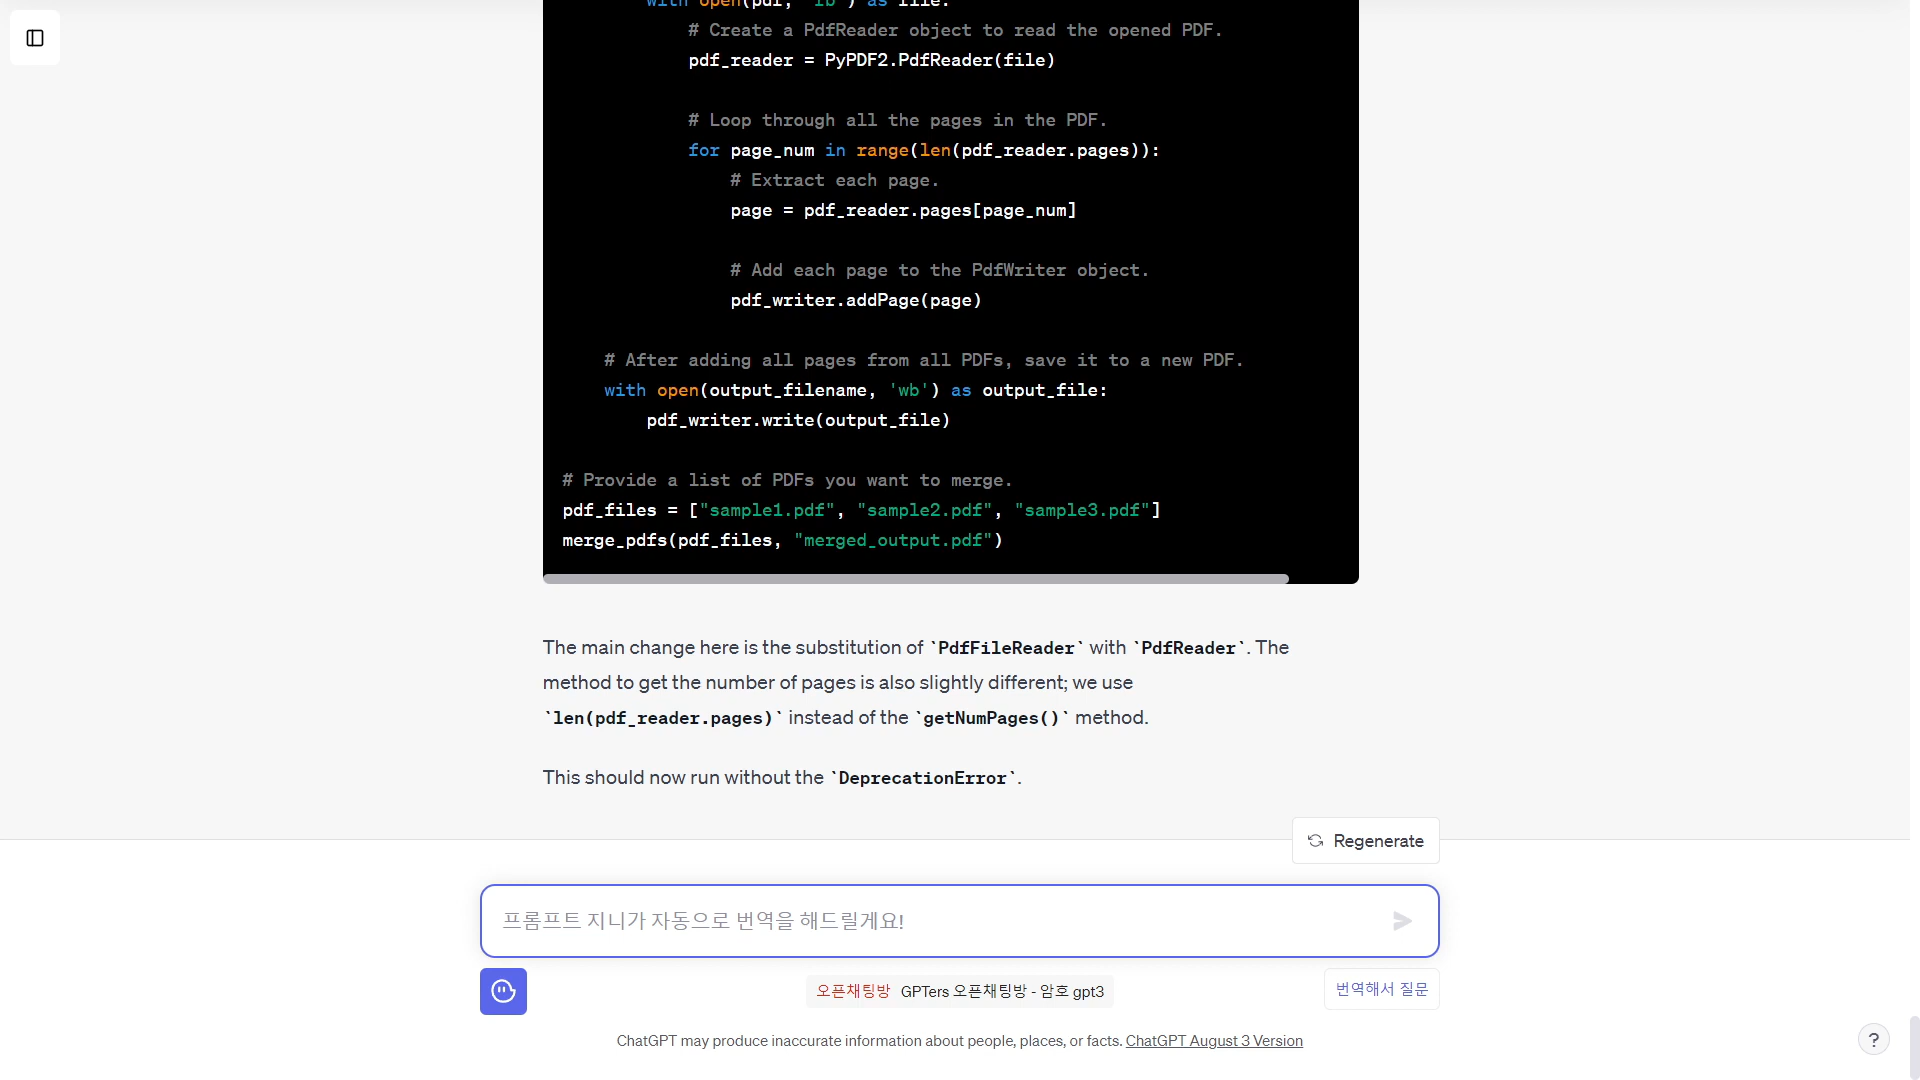 with open(pdf, 'rb') as file:
# Create a PdfReader object to read the opened PDF.
pdf_reader = PyPDF2.PdfReader(file)
# Loop through all the pages in the PDF.
for page_num in range(len(pdf_reader.pages)):
# Extract each page.
page = pdf_reader.pages[page_num]
# Add each page to the PdfWriter object.
pdf_writer.addPage(page)
# After adding all pages from all PDFs, save it to a new PDF.
with open(output_filename, 'wb') as output_file:
pdf_writer.write(output_file)
# Provide a list of PDFs you want to merge.
pdf_files = ["sample1.pdf", "sample2.pdf", "sample3.pdf"]
merge_pdfs(pdf_files, "merged_output.pdf")
The main change here is the substitution of `PdfFileReader` with `PdfReader`. The
method to get the number of pages is also slightly different; we use
`len(pdf_reader.pages)` instead of the `getNumPages()` method.
This should now run without the `DeprecationError`.
Regenerate
프롬프트 지니가 자동으로 번역을 해드릴게요!
오픈채팅방 GPTers 오픈채팅방 - 암호 gpt3
번역해서 질문
ChatGPT may produce inaccurate information about people, places, or facts. ChatGPT August 3 Version
?